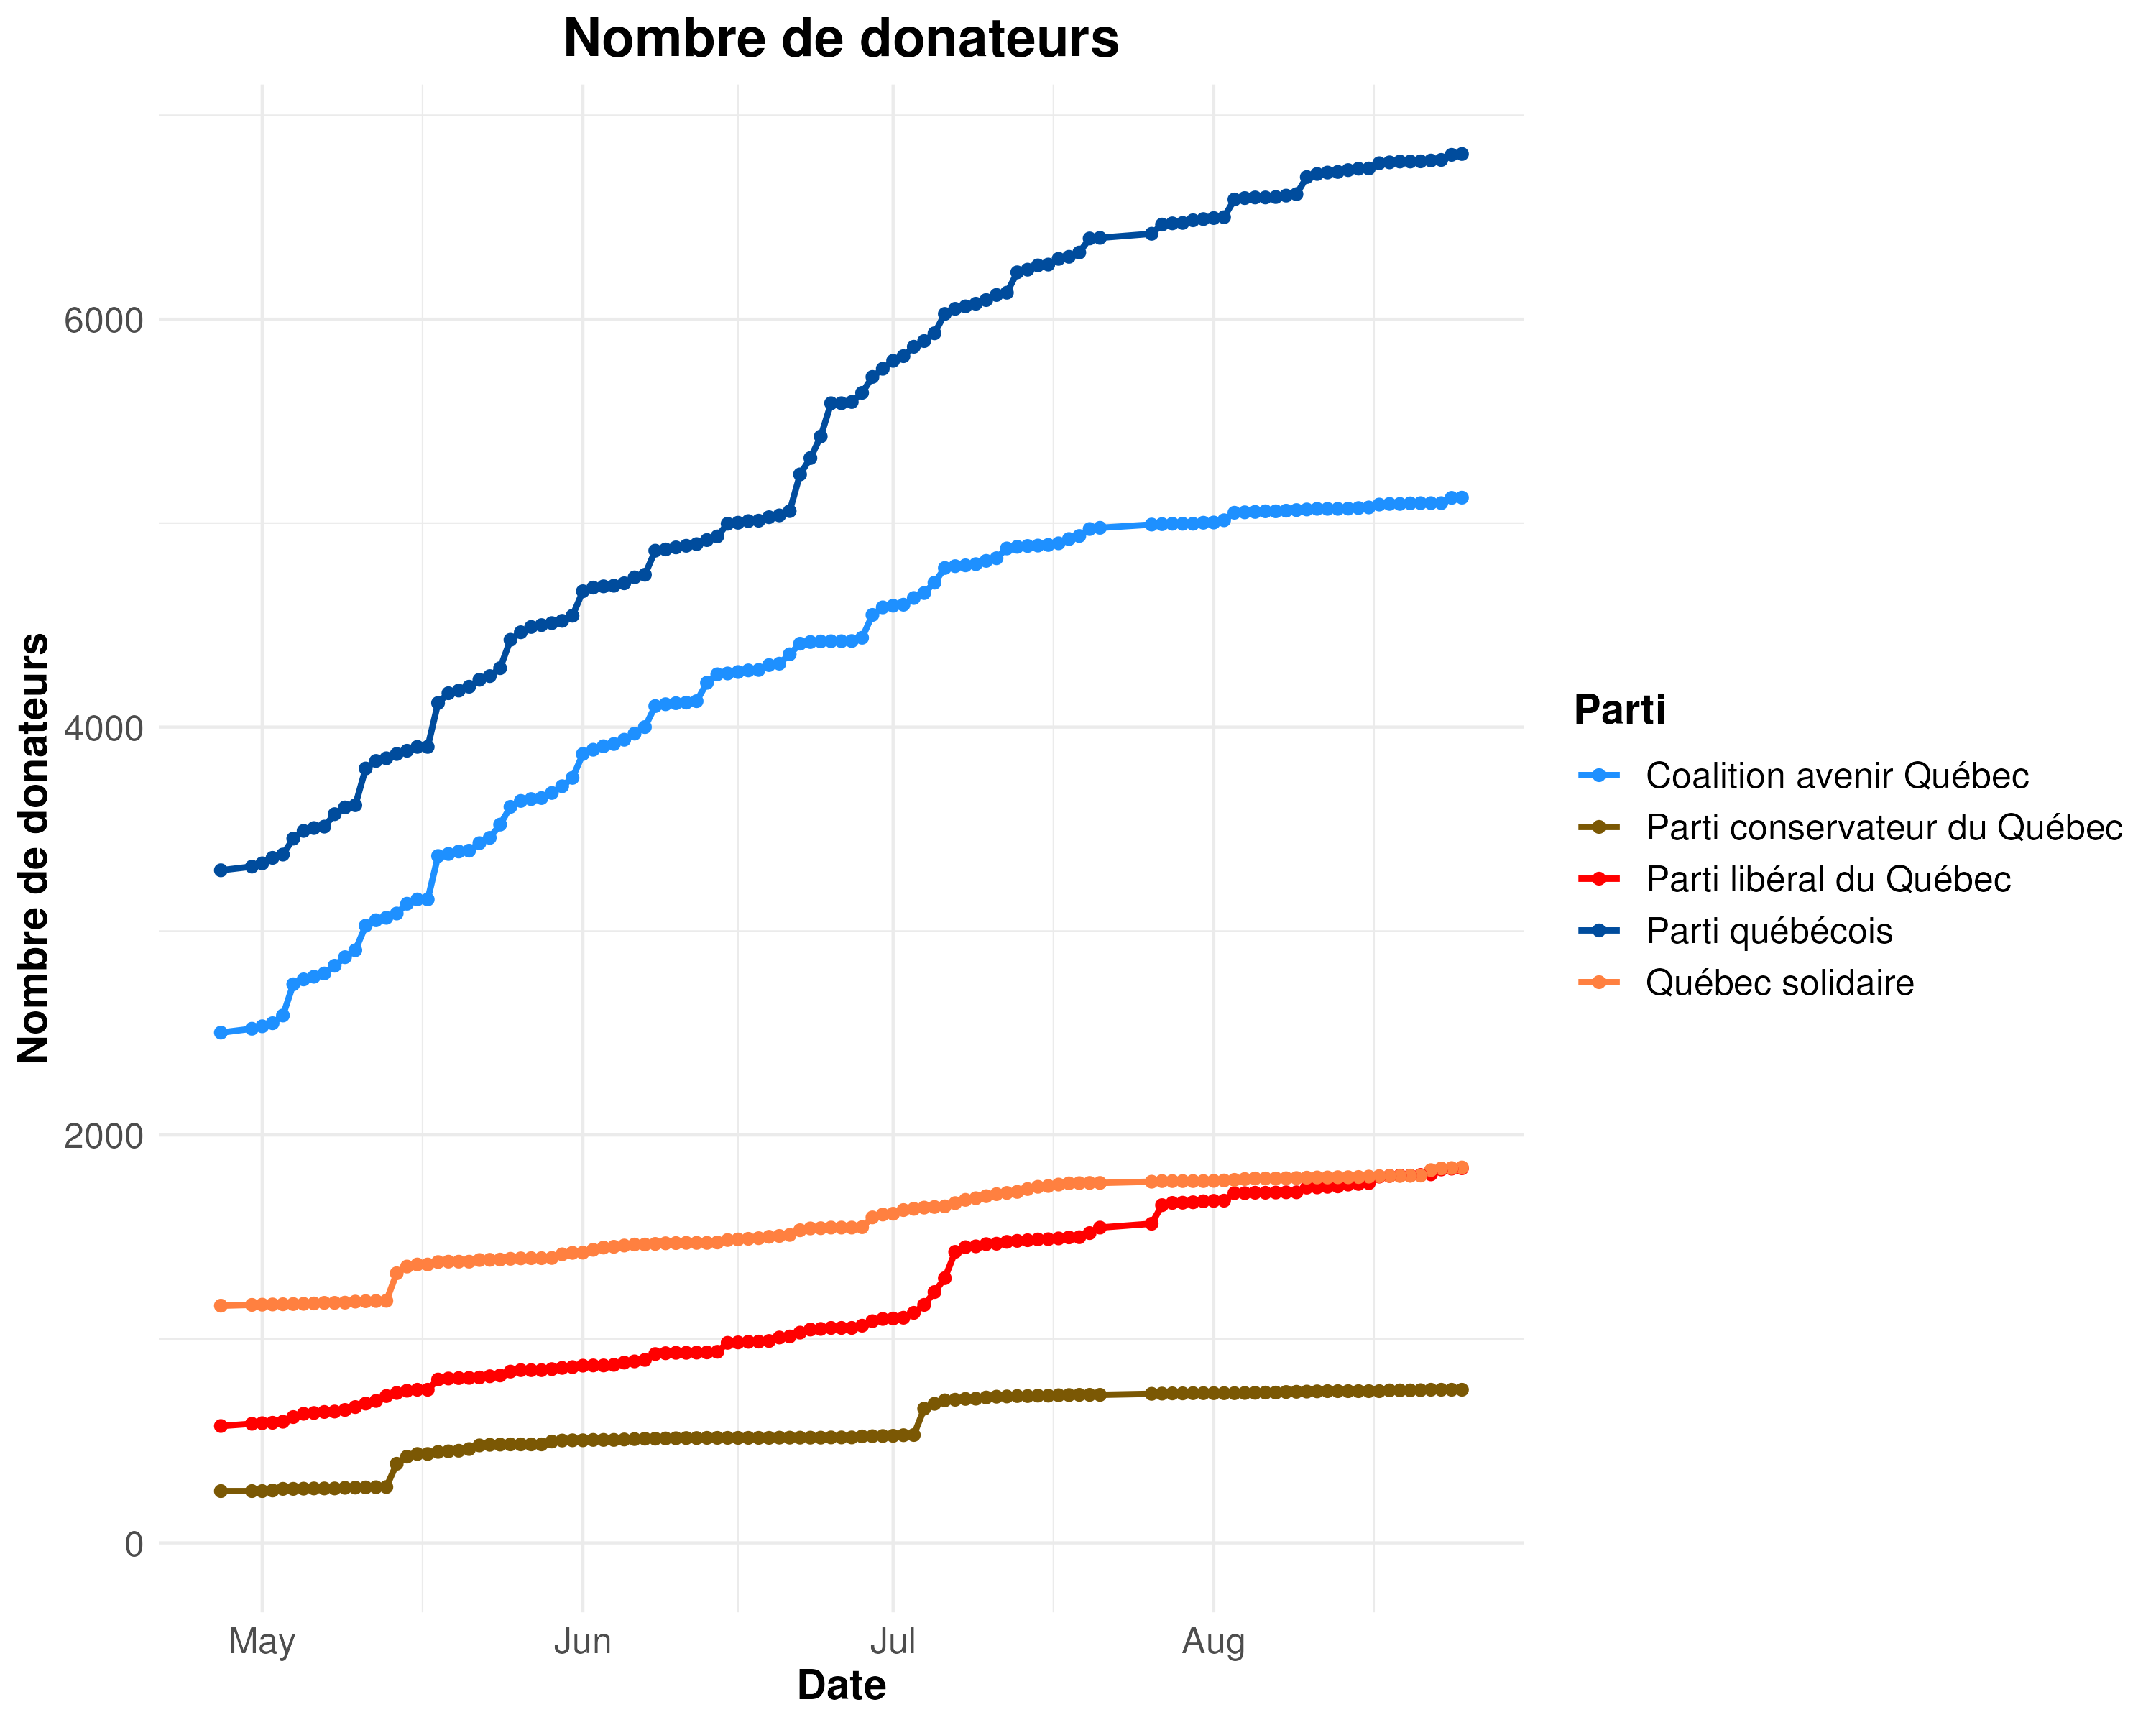 Nombre de donateurs
Nombre de donateurs
6000
4000
2000
0
May
Jun
Jul
Aug
Date
Parti
Coalition avenir Québec
Parti conservateur du Québec
Parti libéral du Québec
Parti québécois
Québec solidaire